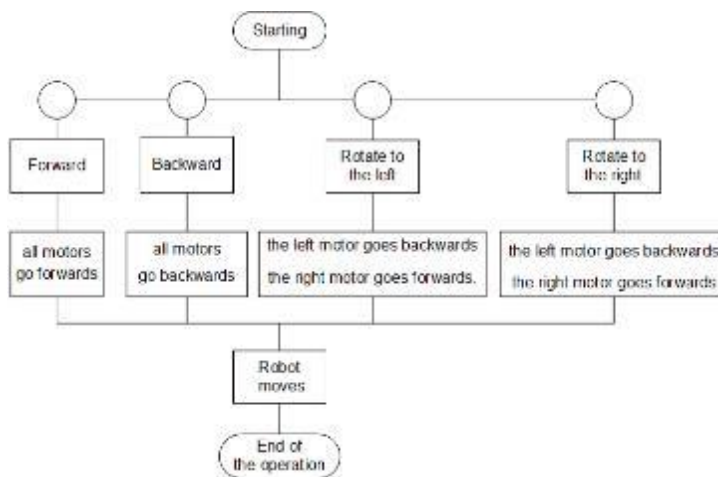 Starting
Forward
Backward
Rotate to
the left
Rotate to
the right
all motors
go forwards
all motors
go backwards
the left motor goes backwards
the right motor goes forwards.
the left motor goes backwards
the right motor goes forwards
Robot
moves
End of
the operation